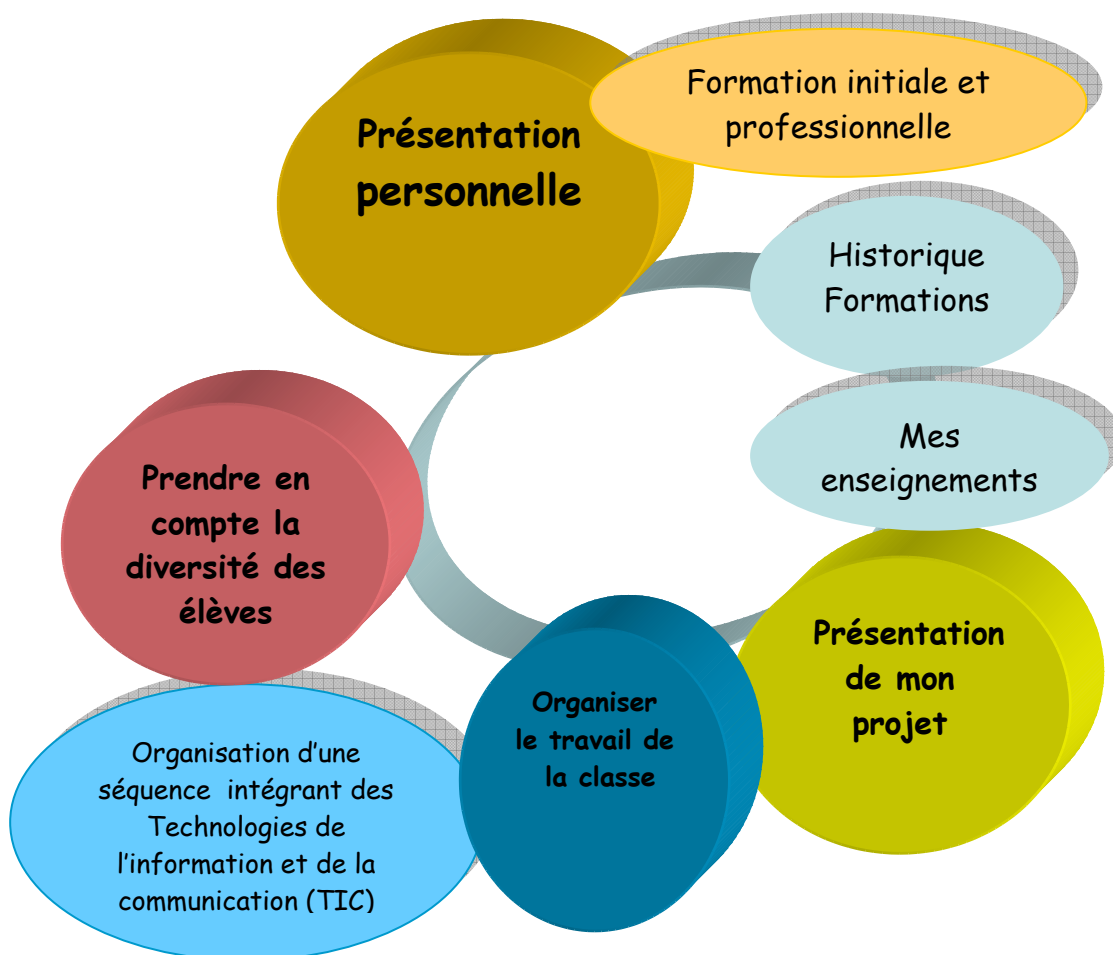 Présentation
personnelle
Formation initiale et
professionnelle
Historique
Formations
Mes
enseignements
Présentation
de mon
projet
Organiser
le travail de
la classe
Prendre en
compte la
diversité des
élèves
Organisation d'une
séquence intégrant des
Technologies de
l'information et de la
communication (TIC)